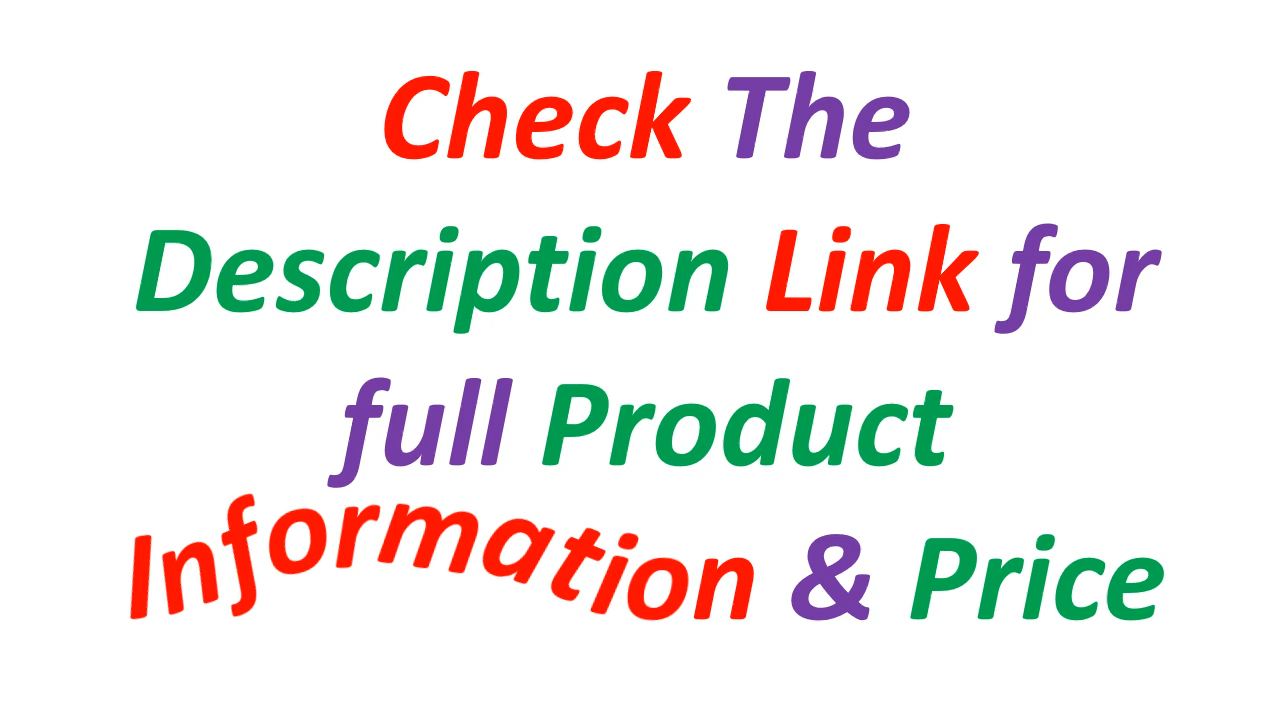 Check The
Description Link for
full Product
Information & Price